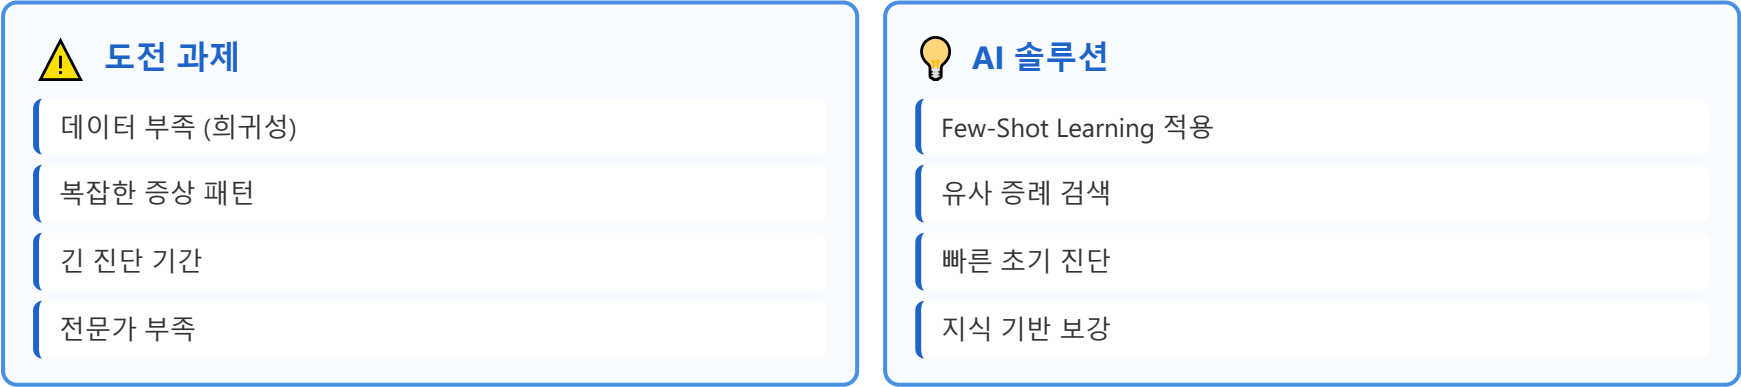 도전 과제
데이터 부족 (희귀성)
복잡한 증상 패턴
긴 진단 기간
전문가 부족
AI 솔루션
Few-Shot Learning 적용
유사 증례 검색
빠른 초기 진단
지식 기반 보강